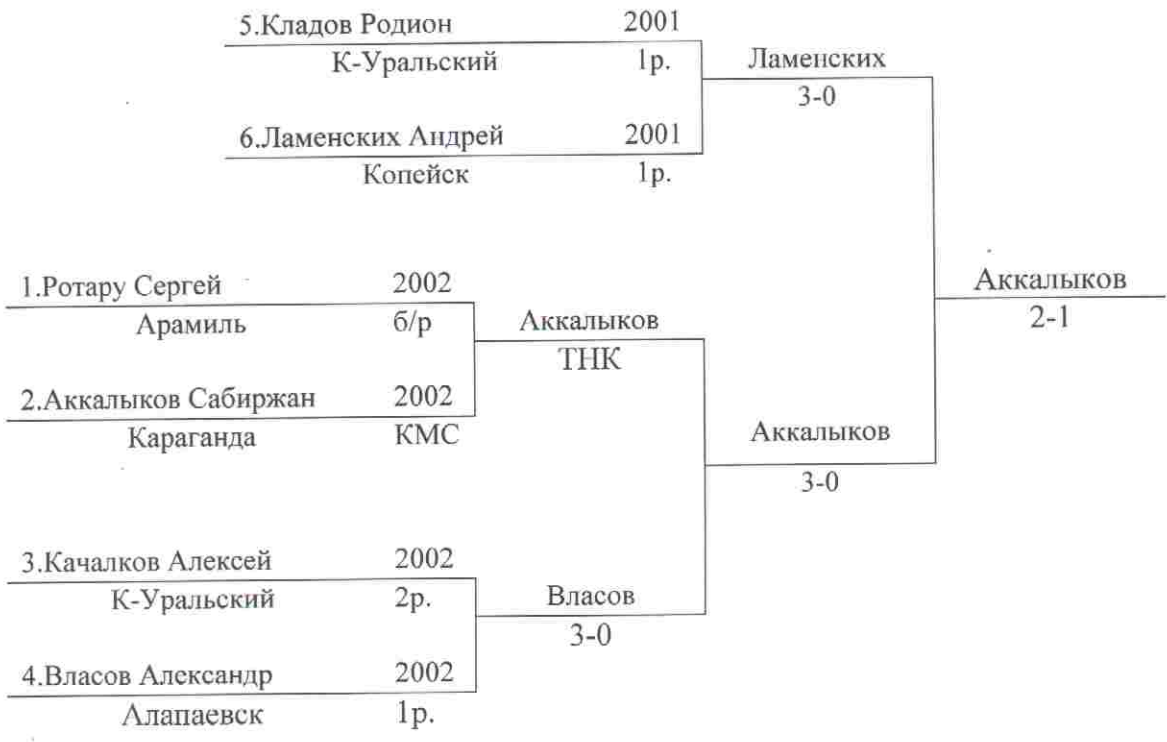 5.Кладов Родион 2001
К-Уральский 1р.
Ламенских
3-0
6.Ламенских Андрей 2001
Копейск 1р.
1.Ротару Сергей 2002
Арамиль б/р
Аккалыков
ТНК
2.Аккалыков Сабиржан 2002
Караганда КМС
Аккалыков
3-0
Аккалыков
2-1
3.Качалков Алексей 2002
К-Уральский 2р.
Власов
3-0
4.Власов Александр 2002
Алапаевск 1р.